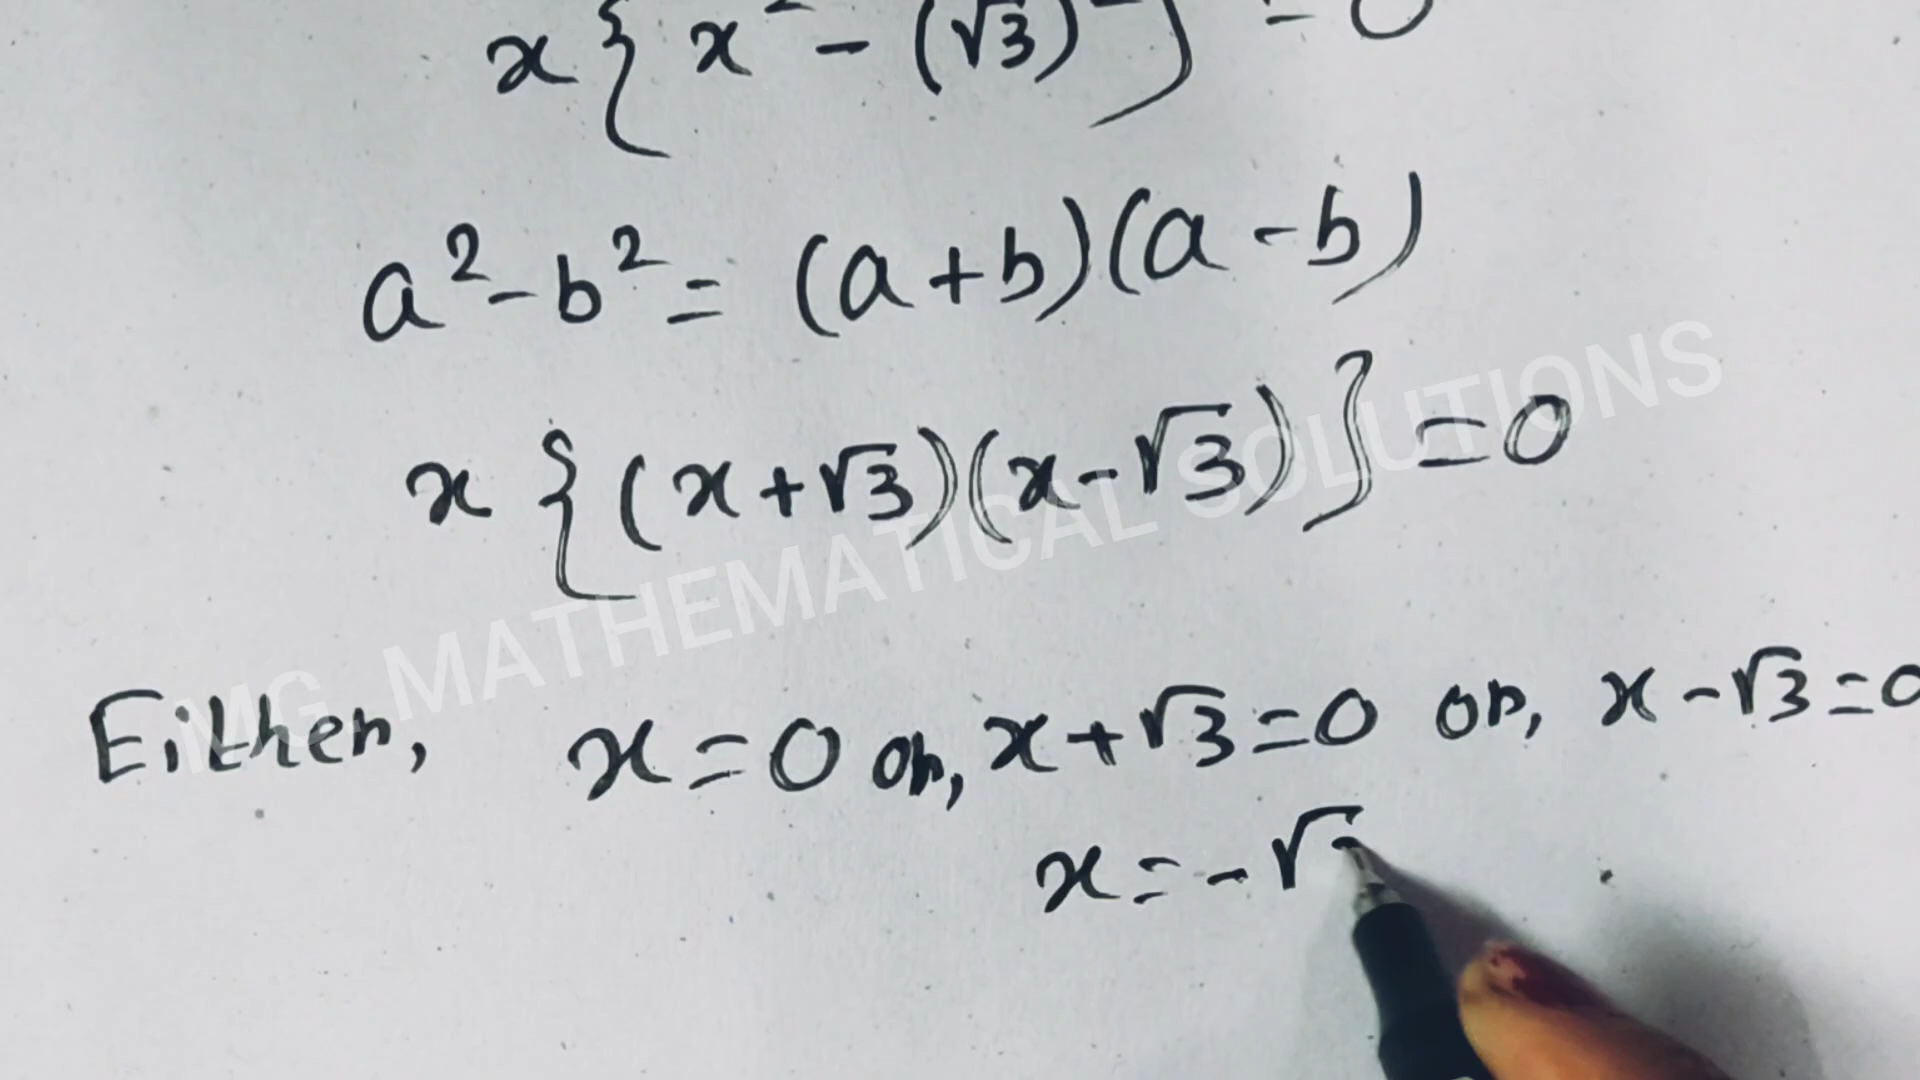 x{x² - (√3)²} = 0
a² - b² = (a + b)(a - b)
x {(x + √3)(x - √3)} = 0
MG MATHEMATICAL SOLUTIONS
Either, x = 0 or, x + √3 = 0 or, x - √3 = 0
x = - √